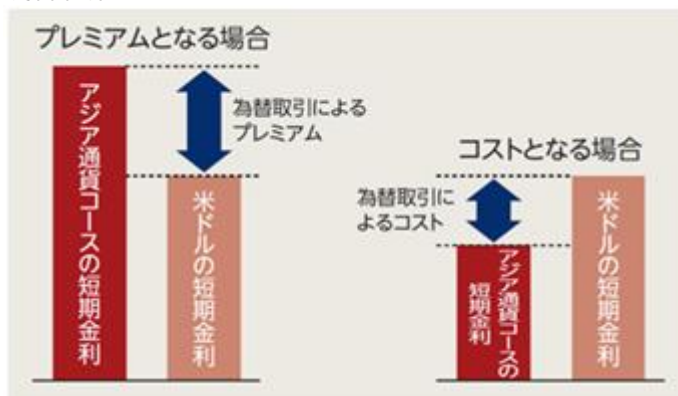 プレミアムとなる場合
アジア通貨コースの短期金利
為替取引による
プレミアム
米ドルの短期金利
コストとなる場合
為替取引に
よるコスト
アジア通貨コースの
短期金利
米ドルの短期金利